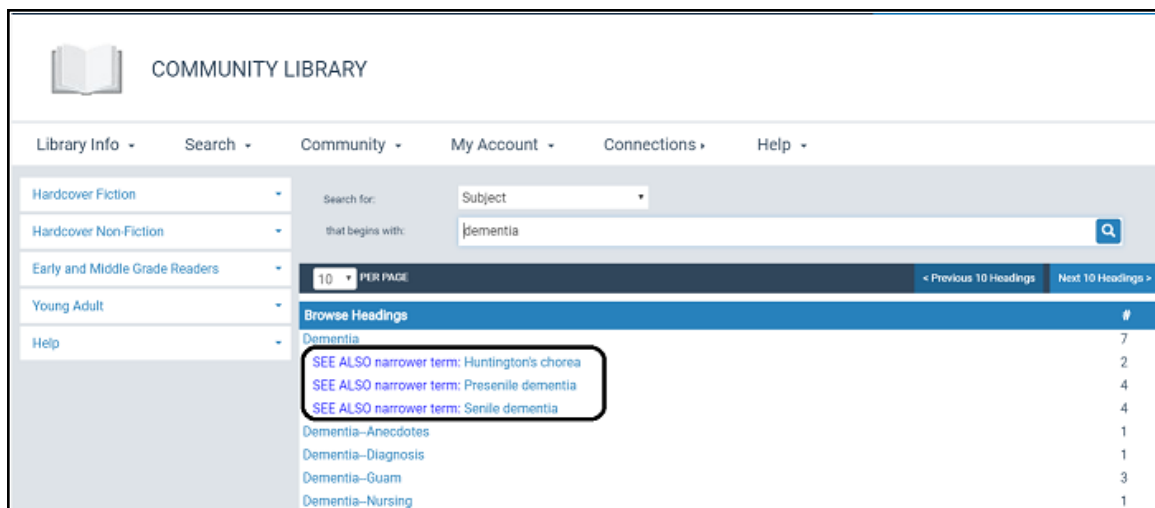 COMMUNITY LIBRARY
Library Info Search Community My Account Connections Help
Hardcover Fiction
Hardcover Non-Fiction
Early and Middle Grade Readers
Young Adult
Help
Search for: Subject
that begins with: dementia
10 PER PAGE < Previous 10 Headings Next 10 Headings >
Browse Headings #
Dementia 7
SEE ALSO narrower term: Huntington's chorea 2
SEE ALSO narrower term: Presenile dementia 4
SEE ALSO narrower term: Senile dementia 4
Dementia--Anecdotes 1
Dementia--Diagnosis 1
Dementia--Guam 3
Dementia--Nursing 1